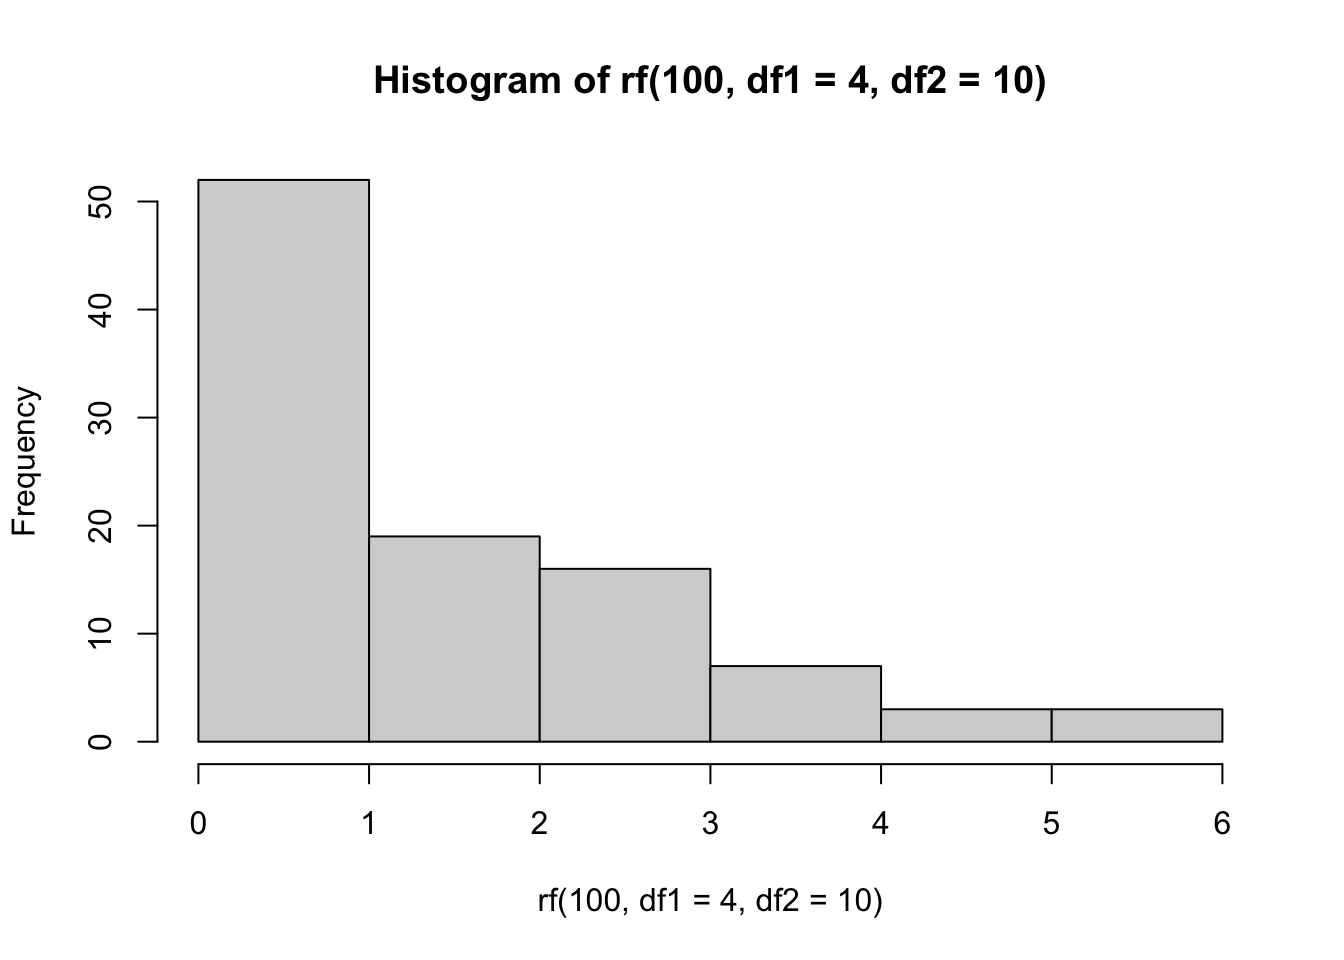 Histogram of rf(100, df1 = 4, df2 = 10)
Frequency
50
40
30
20
10
0
0 1 2 3 4 5 6
rf(100, df1 = 4, df2 = 10)